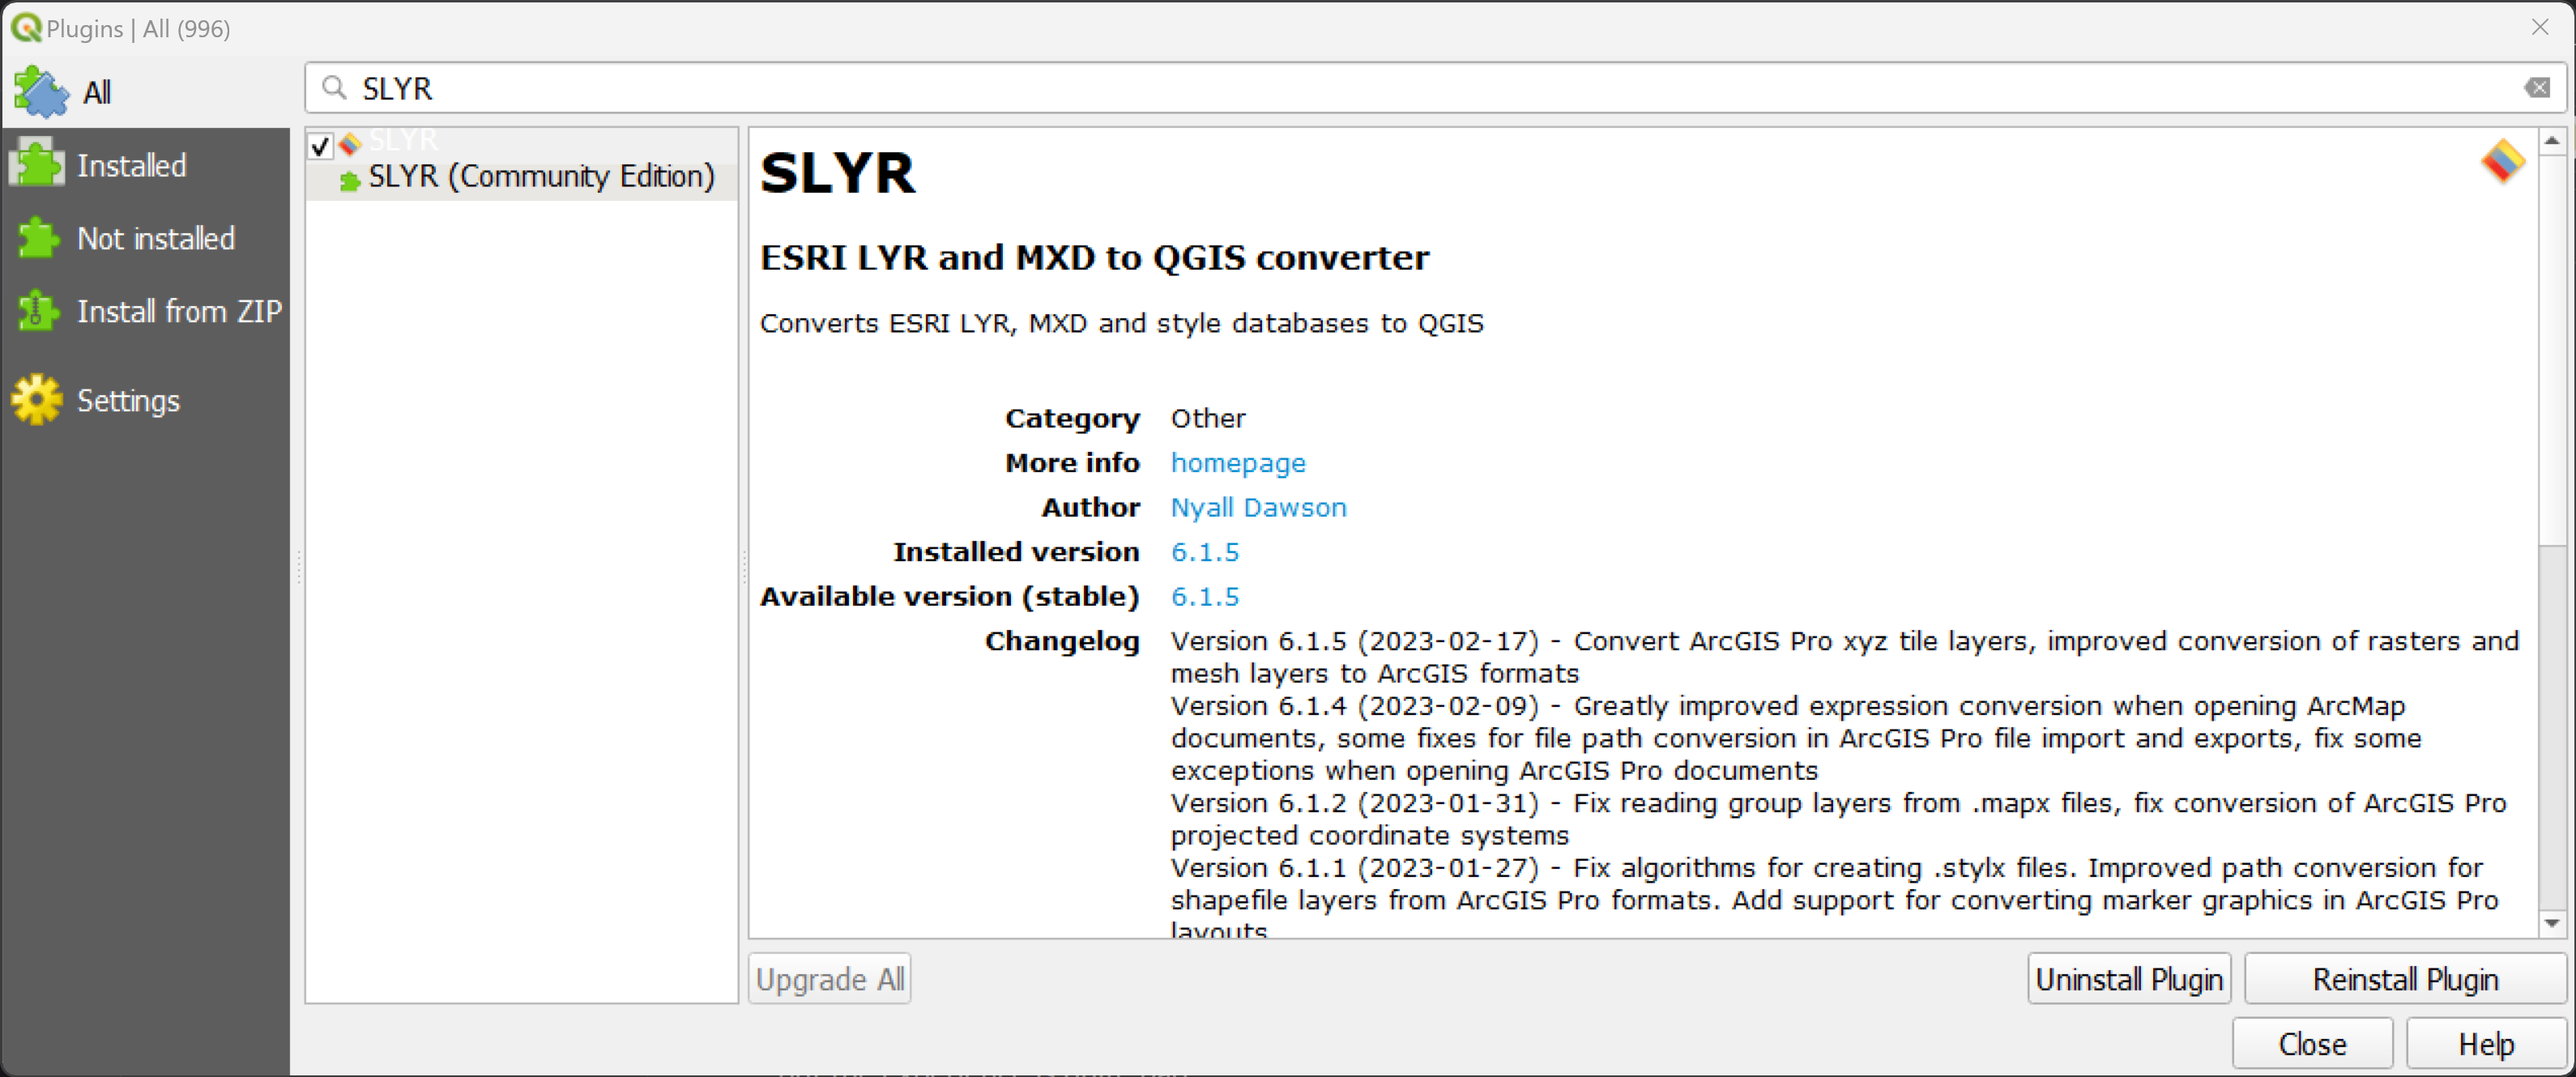 Plugins | All (996)
All
SLYR
Installed
Not installed
Install from ZIP
Settings
SLYR
SLYR (Community Edition)
SLYR
ESRI LYR and MXD to QGIS converter
Converts ESRI LYR, MXD and style databases to QGIS
Category Other
More info homepage
Author Nyall Dawson
Installed version 6.1.5
Available version (stable) 6.1.5
Changelog Version 6.1.5 (2023-02-17) - Convert ArcGIS Pro xyz tile layers, improved conversion of rasters and
mesh layers to ArcGIS formats
Version 6.1.4 (2023-02-09) - Greatly improved expression conversion when opening ArcMap
documents, some fixes for file path conversion in ArcGIS Pro file import and exports, fix some
exceptions when opening ArcGIS Pro documents
Version 6.1.2 (2023-01-31) - Fix reading group layers from .mapx files, fix conversion of ArcGIS Pro
projected coordinate systems
Version 6.1.1 (2023-01-27) - Fix algorithms for creating .stylx files. Improved path conversion for
shapefile layers from ArcGIS Pro formats. Add support for converting marker graphics in ArcGIS Pro
layouts
Upgrade All
Uninstall Plugin
Reinstall Plugin
Close
Help